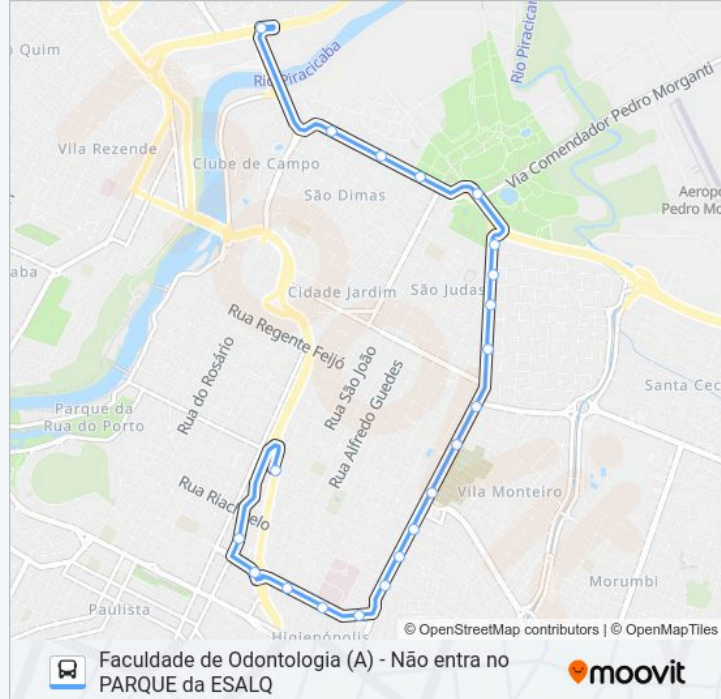 Quim
Rio Piracicaba
Rio Piracicab
Via Comendador Pedro Morganti
Vila Rezende
Clube de Campo
São Dimas
Aeropo
Pedro Mo
caba
Cidade Jardim
São Judas
Rua Regente Feijó
Rua do Rosário
Rua São João
Rua Alfredo Guedes
Santa Cec
Parque da
Rua do Porto
Rua Riachuelo
Vila Monteiro
Morumbi
Paulista
Higienópolis
© OpenStreetMap contributors | © OpenMapTiles
Faculdade de Odontologia (A) - Não entra no
PARQUE da ESALQ
moovit